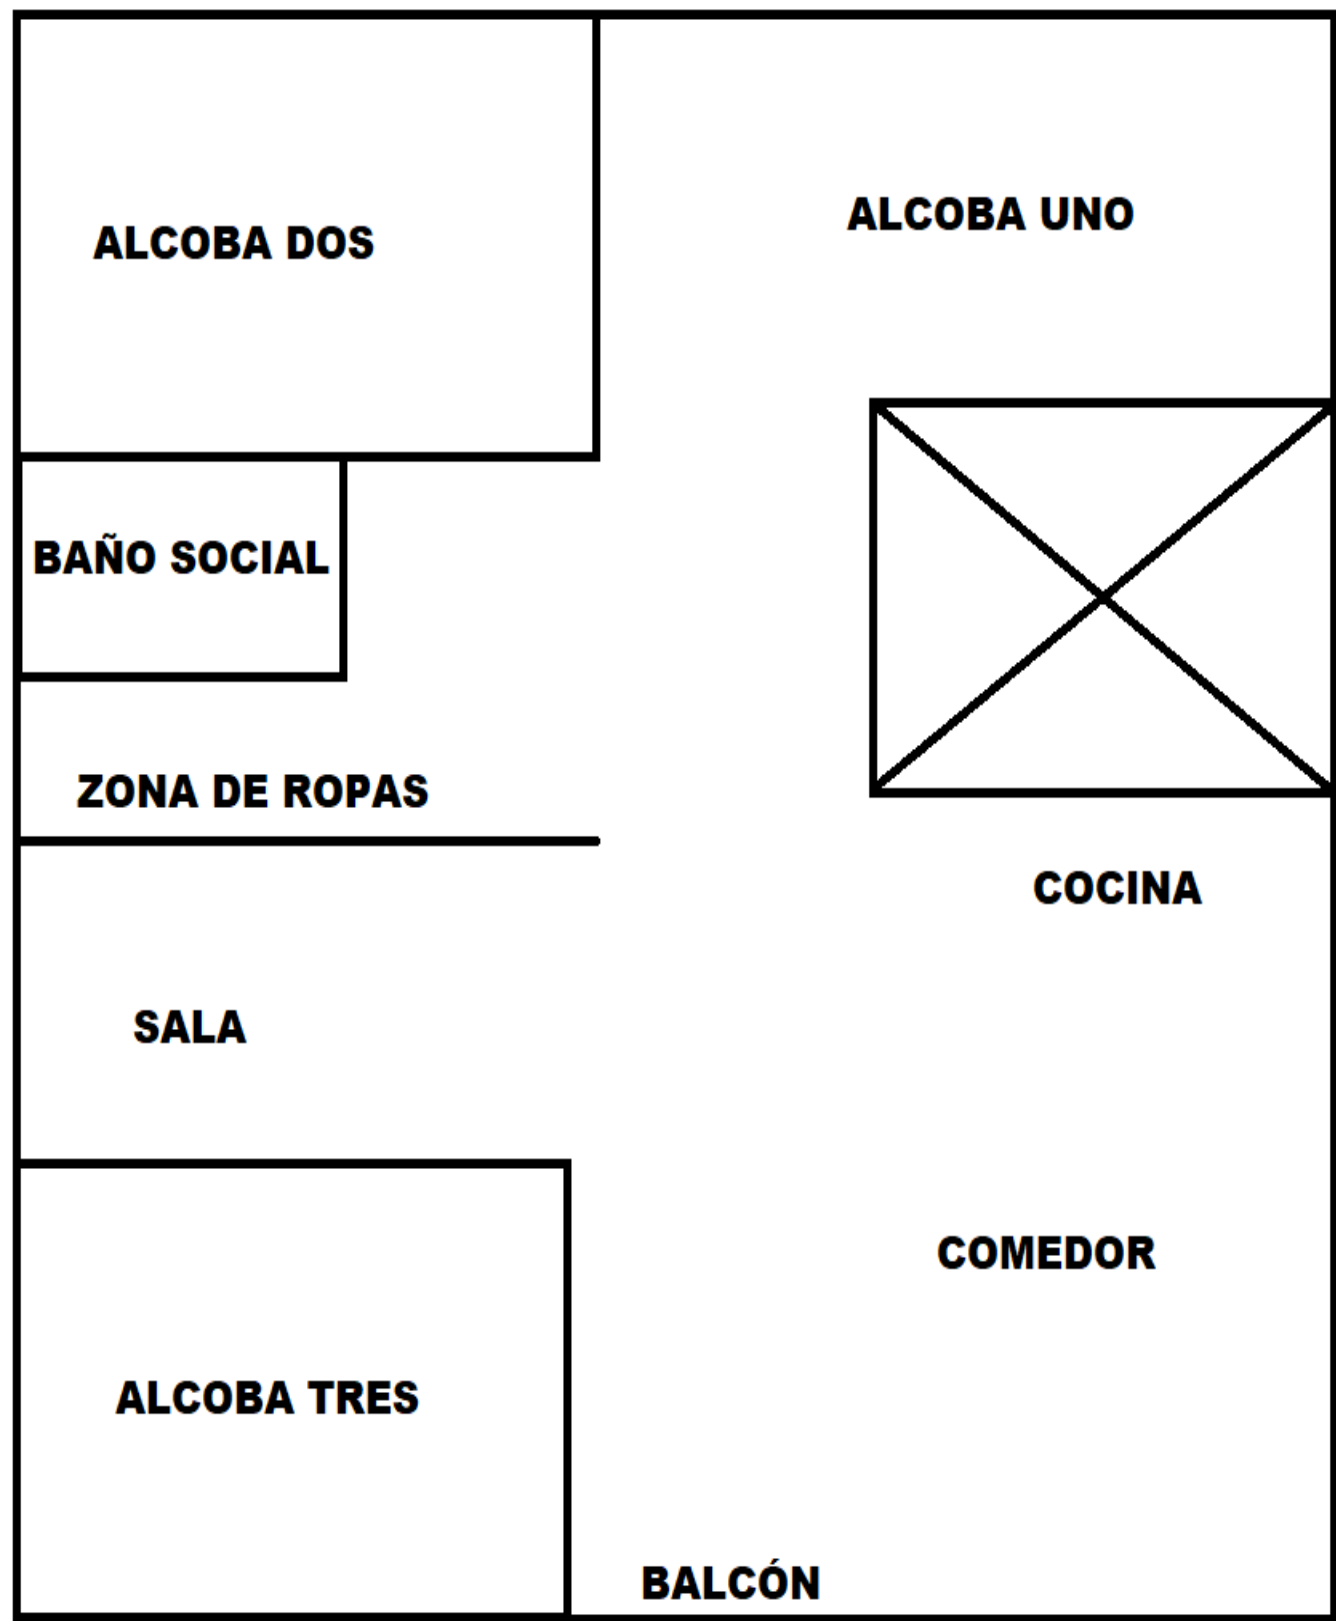 ALCOBA UNO
ALCOBA DOS
BAÑO SOCIAL
ZONA DE ROPAS
COCINA
SALA
COMEDOR
ALCOBA TRES
BALCÓN